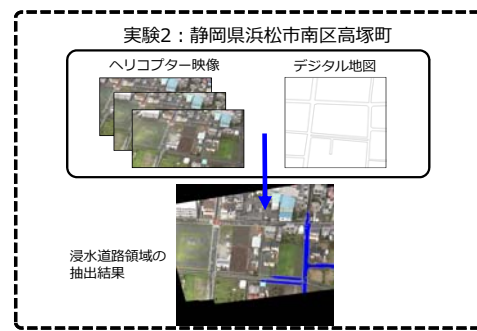 実験2：静岡県浜松市南区高塚町
ヘリコプター映像
デジタル地図
浸水道路領域の
抽出結果